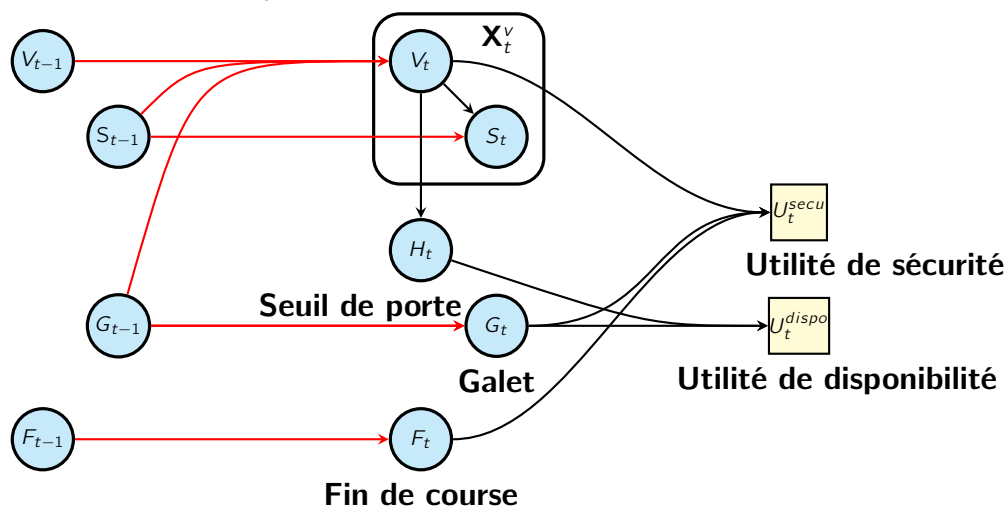 X_t^v
V_{t−1}
V_t
S_{t−1}
S_t
U_t^{secu}
H_t
Utilité de sécurité
Seuil de porte
G_{t−1}
G_t
U_t^{dispo}
Galet
Utilité de disponibilité
F_{t−1}
F_t
Fin de course